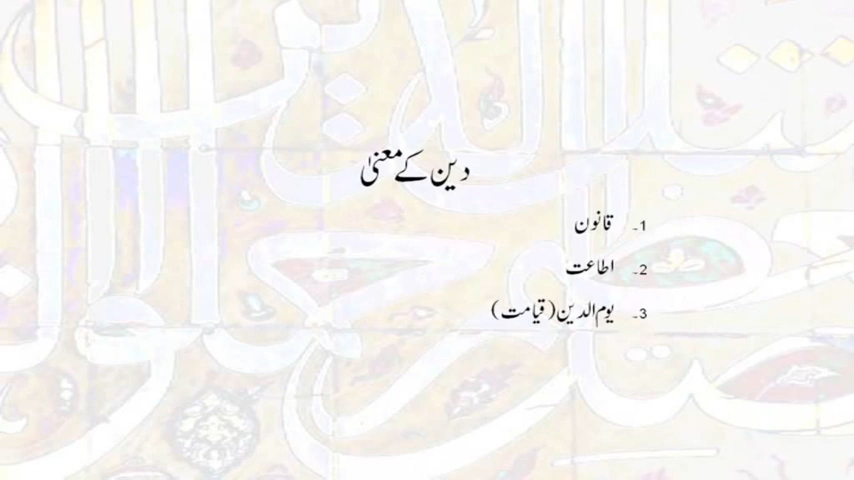 دین کے معنیٰ
1۔ قانون
2۔ اطاعت
3۔ یوم الدین (قیامت)